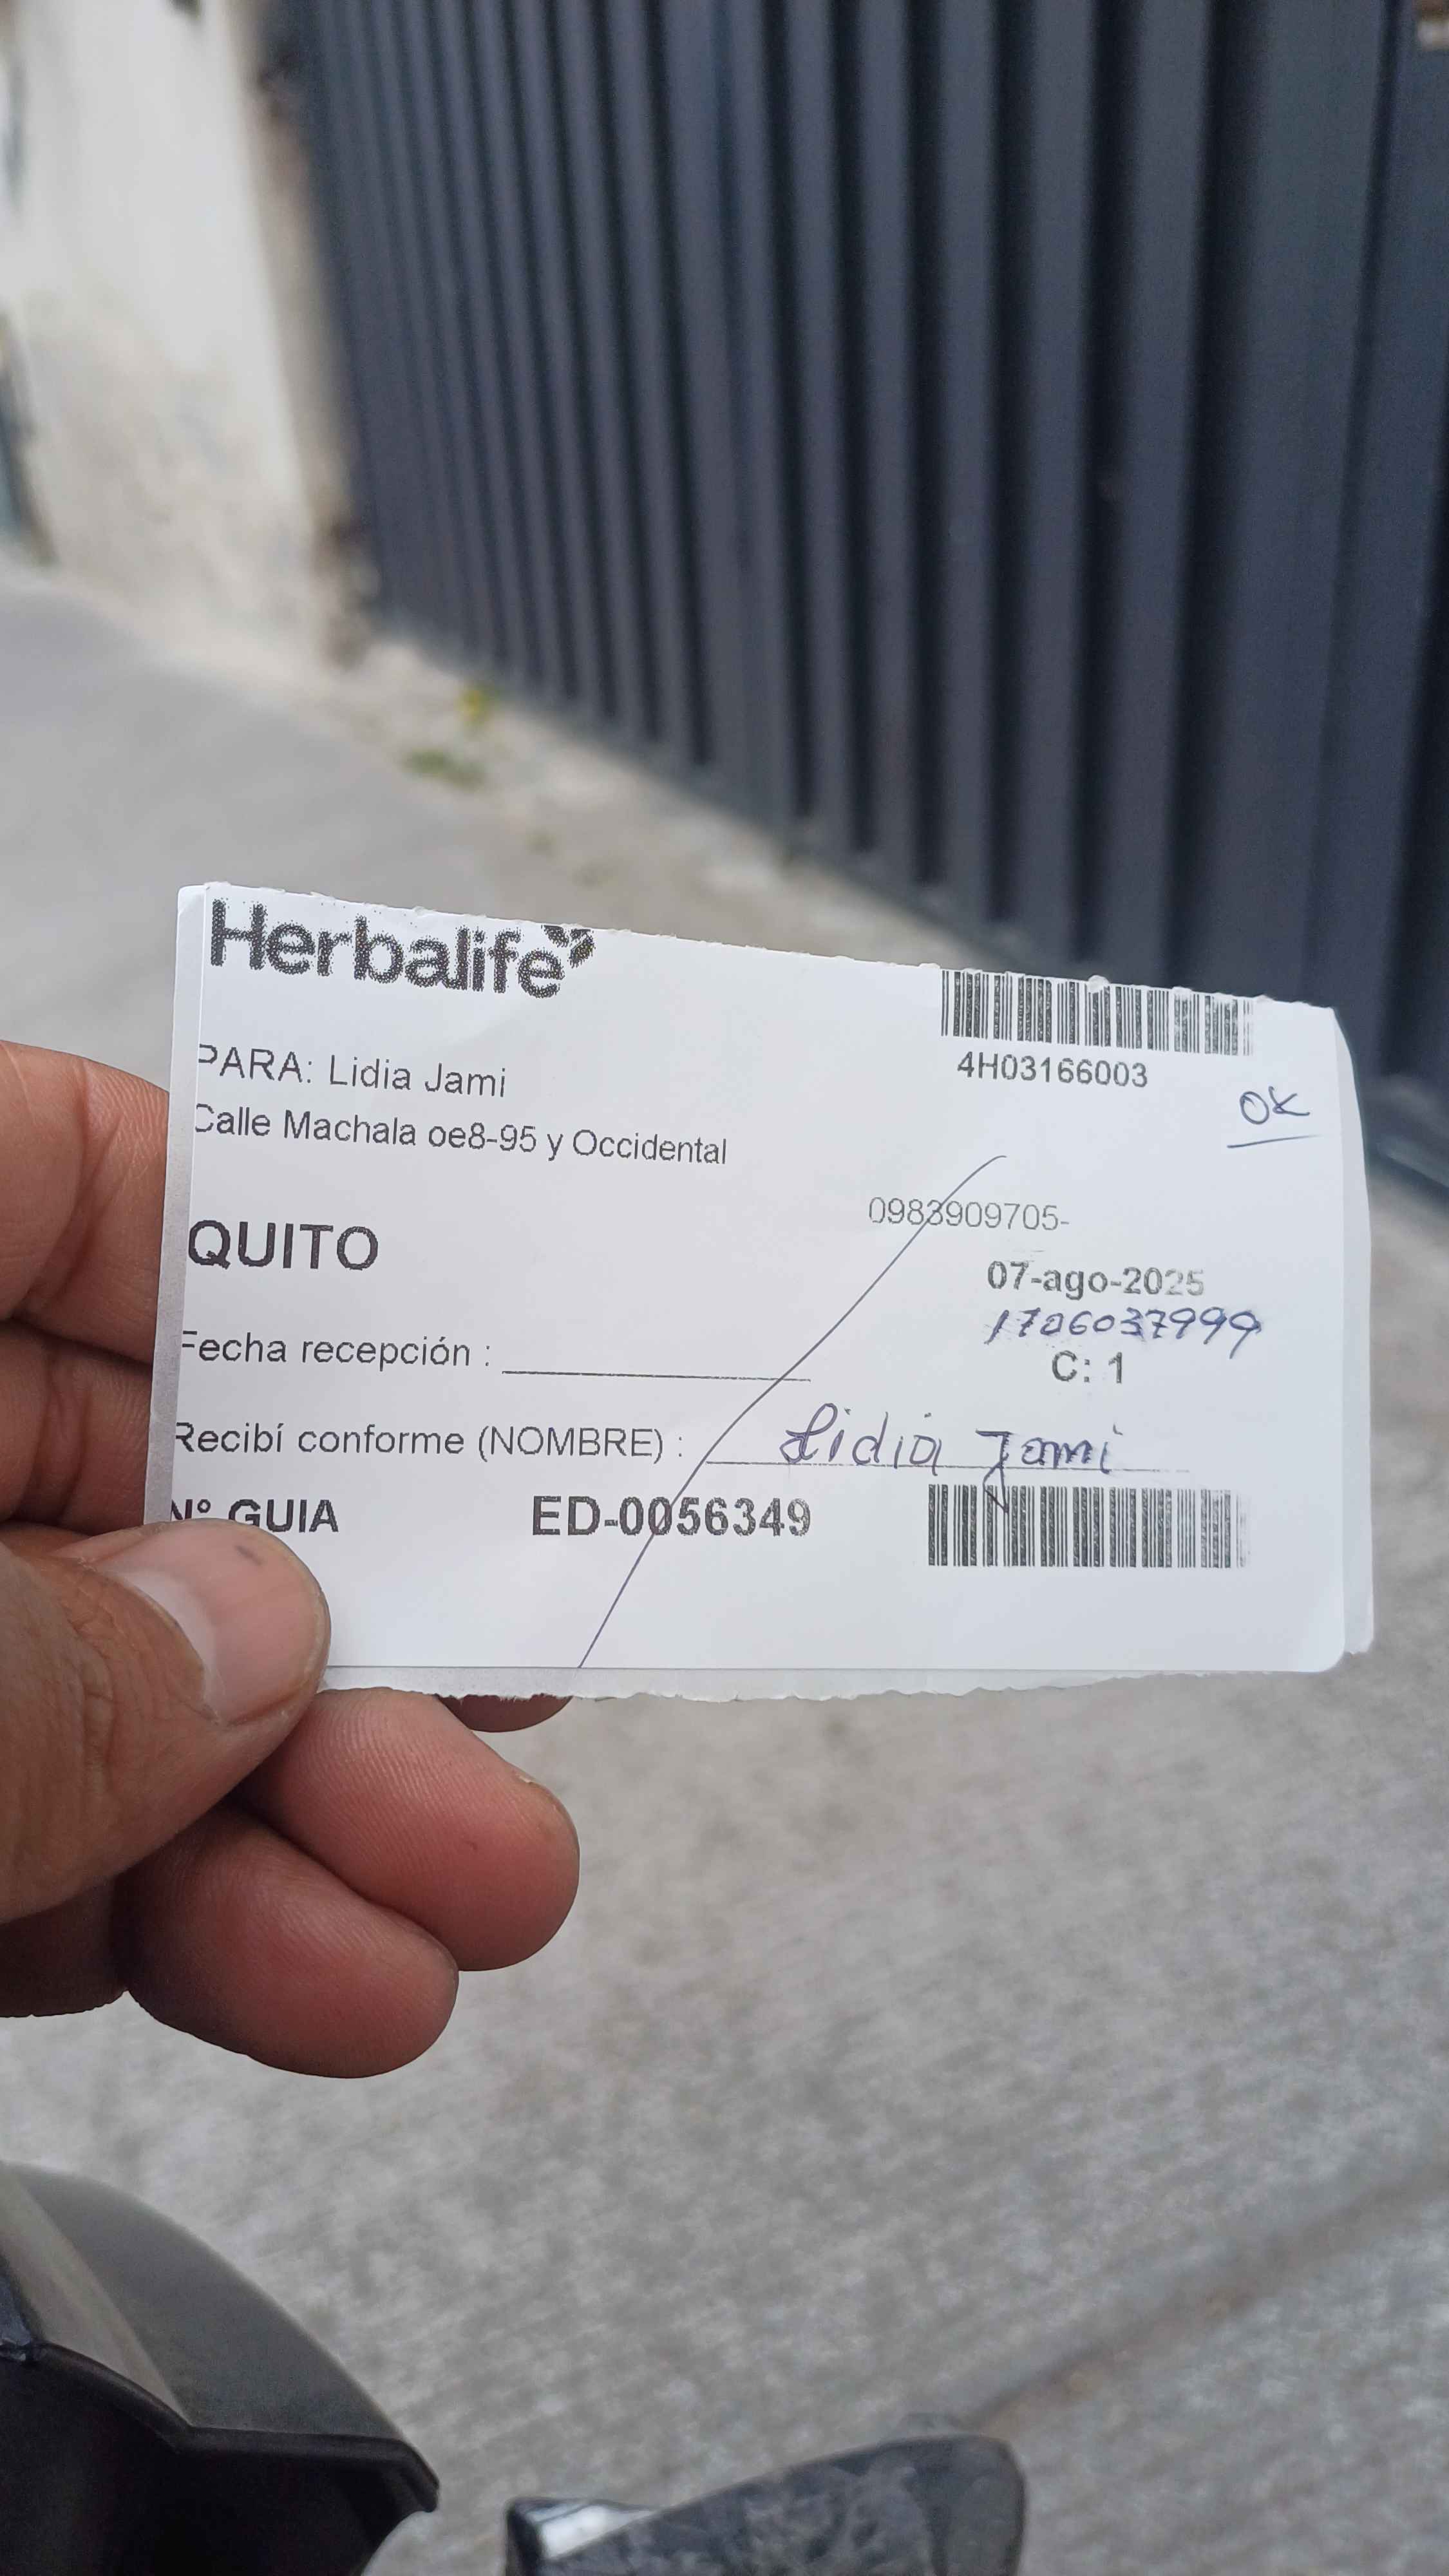 Herbalife
4H03166003
OK
PARA: Lidia Jami
Calle Machala oe8-95 y Occidental
0983909705-
QUITO
07-ago-2025
1706037999
Fecha recepción :
C: 1
Recibí conforme (NOMBRE) : Lidia Jami
N° GUIA ED-0056349